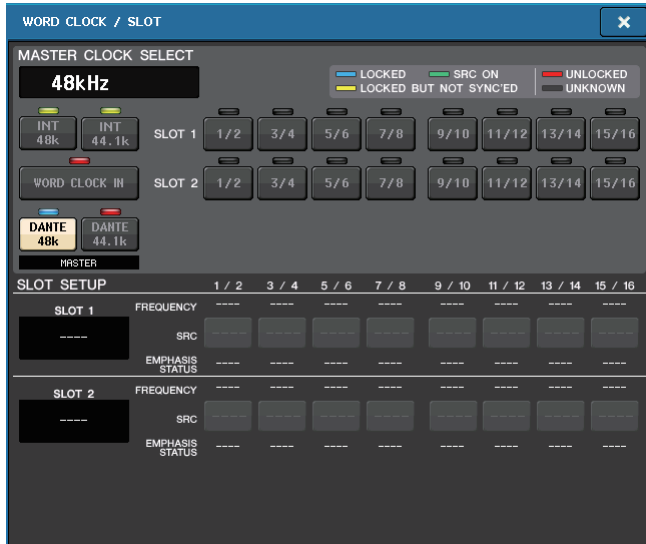 WORD CLOCK / SLOT
MASTER CLOCK SELECT
48kHz
LOCKED SRC ON UNLOCKED
LOCKED BUT NOT SYNC'ED UNKNOWN
INT 48k INT 44.1k SLOT 1 1/2 3/4 5/6 7/8 9/10 11/12 13/14 15/16
WORD CLOCK IN SLOT 2 1/2 3/4 5/6 7/8 9/10 11/12 13/14 15/16
DANTE 48k DANTE 44.1k
MASTER
SLOT SETUP 1 / 2 3 / 4 5 / 6 7 / 8 9 / 10 11 / 12 13 / 14 15 / 16
SLOT 1 FREQUENCY ---- ---- ---- ---- ---- ---- ---- ----
---- SRC ---- ---- ---- ---- ---- ---- ---- ----
EMPHASIS STATUS ---- ---- ---- ---- ---- ---- ---- ----
SLOT 2 FREQUENCY ---- ---- ---- ---- ---- ---- ---- ----
---- SRC ---- ---- ---- ---- ---- ---- ---- ----
EMPHASIS STATUS ---- ---- ---- ---- ---- ---- ---- ----